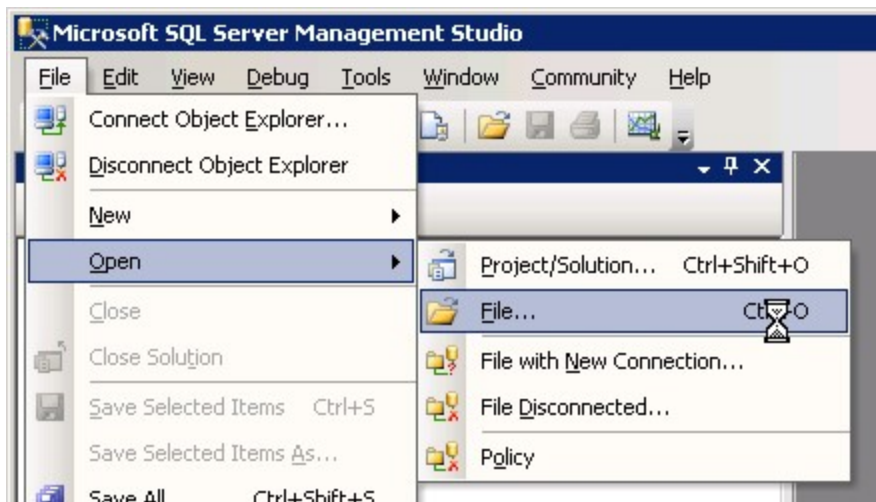 Microsoft SQL Server Management Studio
File Edit View Debug Tools Window Community Help
Connect Object Explorer...
Disconnect Object Explorer
New
Open
Project/Solution... Ctrl+Shift+O
Close
File...
Close Solution
File with New Connection...
Save Selected Items Ctrl+S
File Disconnected...
Save Selected Items As...
Policy
Save All Ctrl+Shift+S